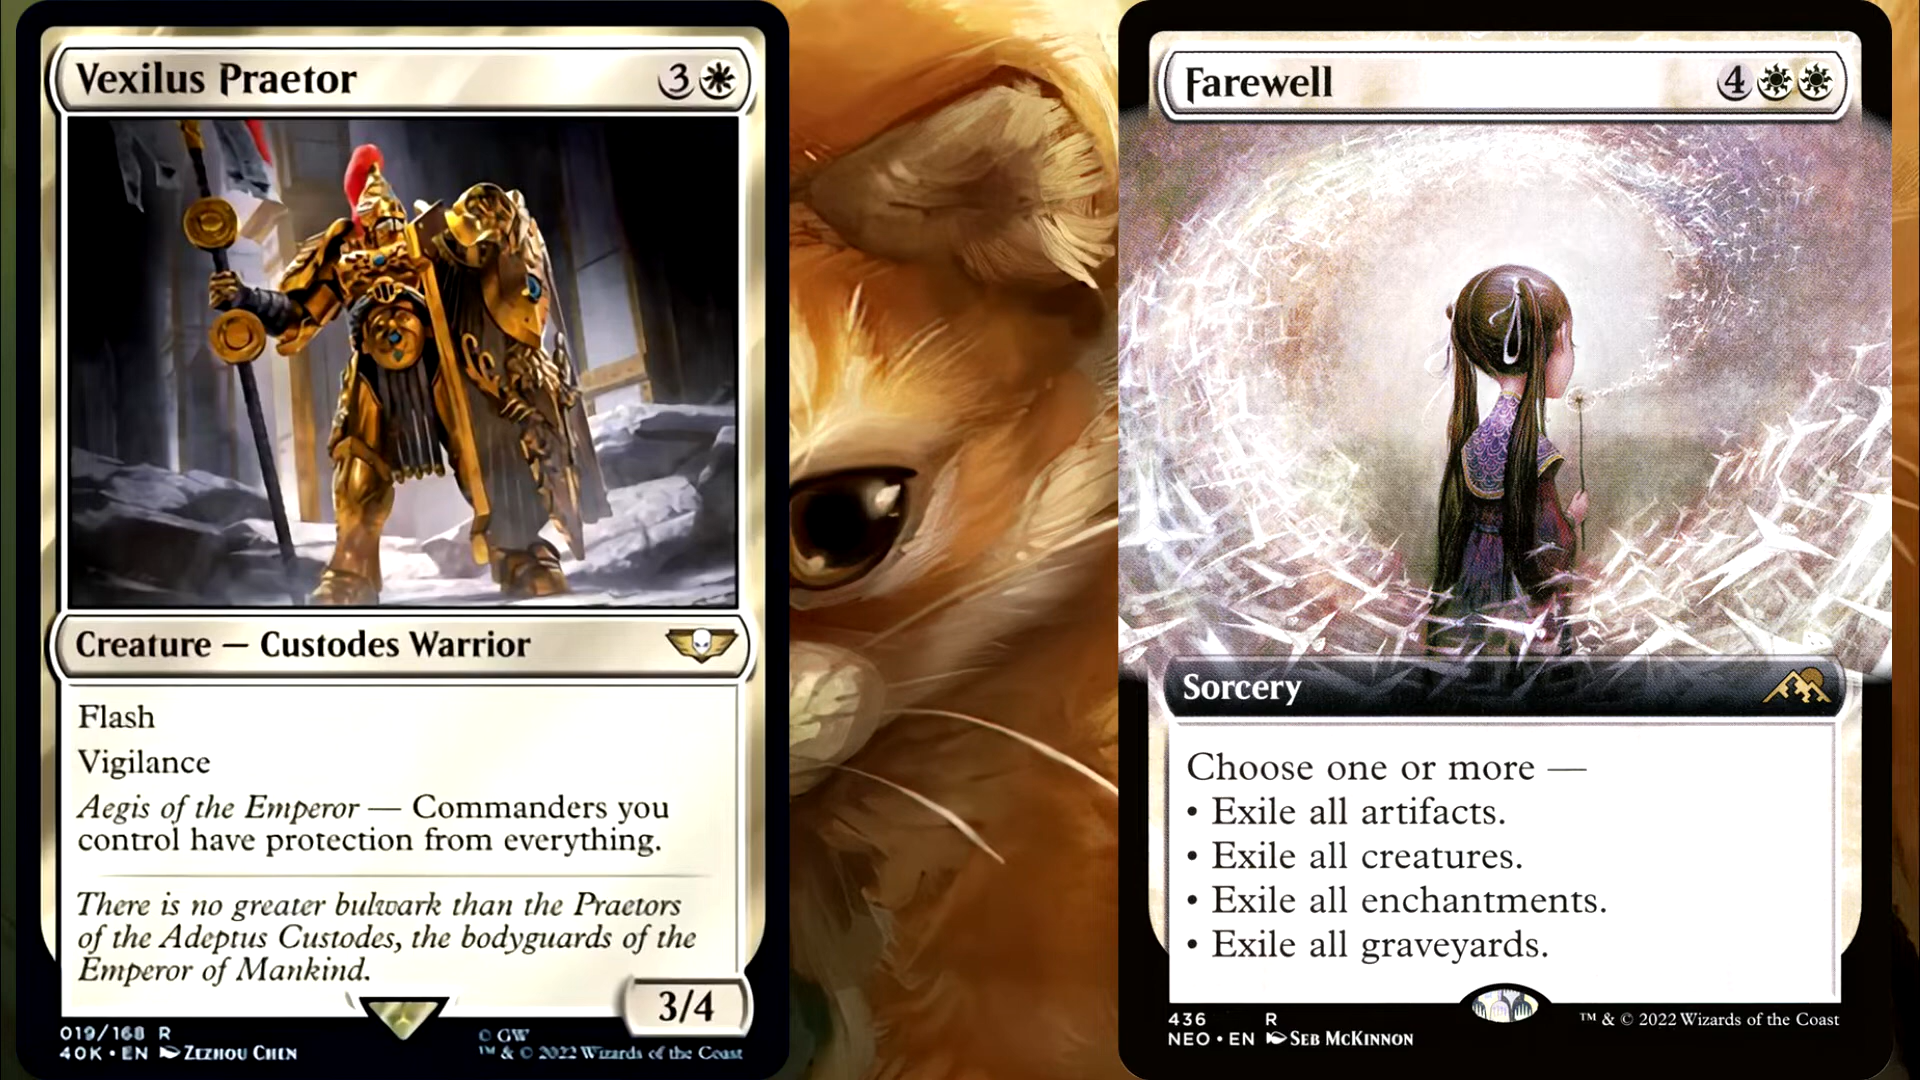 Vexilus Praetor
3
Creature — Custodes Warrior
Flash
Vigilance
Aegis of the Emperor — Commanders you
control have protection from everything.
There is no greater bulwark than the Praetors
of the Adeptus Custodes, the bodyguards of the
Emperor of Mankind.
3/4
019/168 R
40K • EN ZEZHOU CHEN
© GW
™ & © 2022 Wizards of the Coast
Farewell
4
Sorcery
Choose one or more —
• Exile all artifacts.
• Exile all creatures.
• Exile all enchantments.
• Exile all graveyards.
436 R
NEO • EN SEB MCKINNON
™ & © 2022 Wizards of the Coast